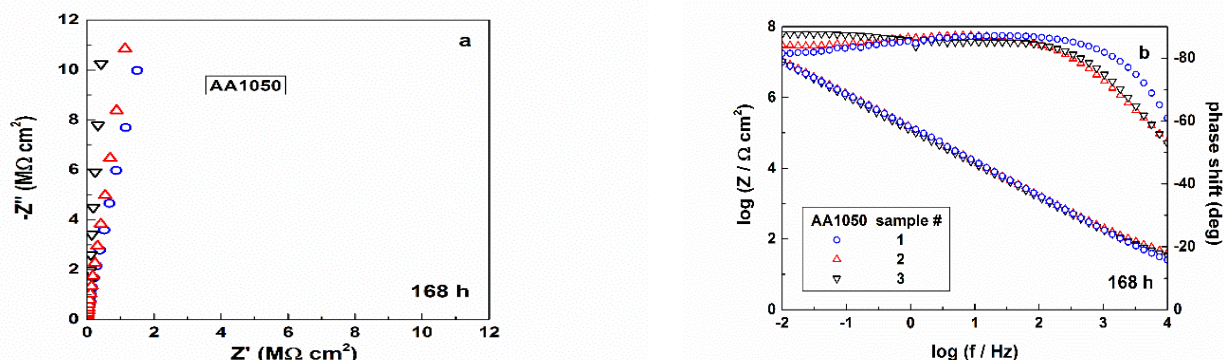 a
AA1050
168 h
12
10
8
6
4
2
0
-Z'' (MΩ cm²)
0 2 4 6 8 10 12
Z' (MΩ cm²)
b
8
6
4
2
0
log (Z / Ω cm²)
-80
-60
-40
-20
0
phase shift (deg)
AA1050 sample #
1
2
3
168 h
-2 -1 0 1 2 3 4
log (f / Hz)